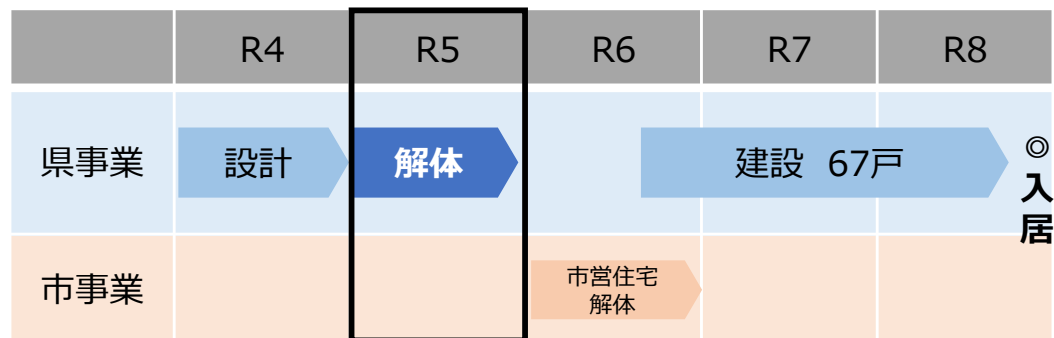 R4 R5 R6 R7 R8
県事業 設計 解体 建設 67戸 ◎
入
居
市事業 市営住宅
解体